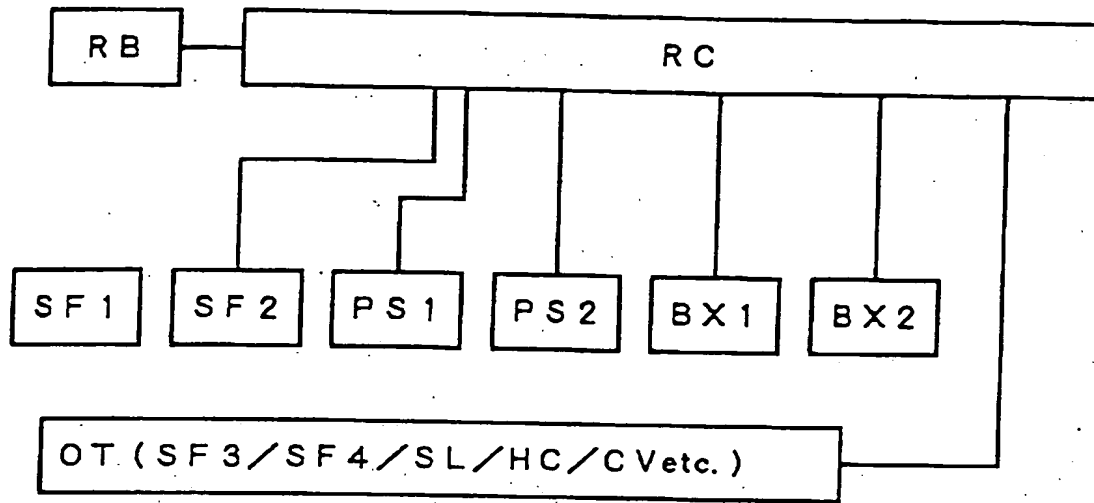 RB
RC
SF1
SF2
PS1
PS2
BX1
BX2
OT (SF3/SF4/SL/HC/CVetc.)